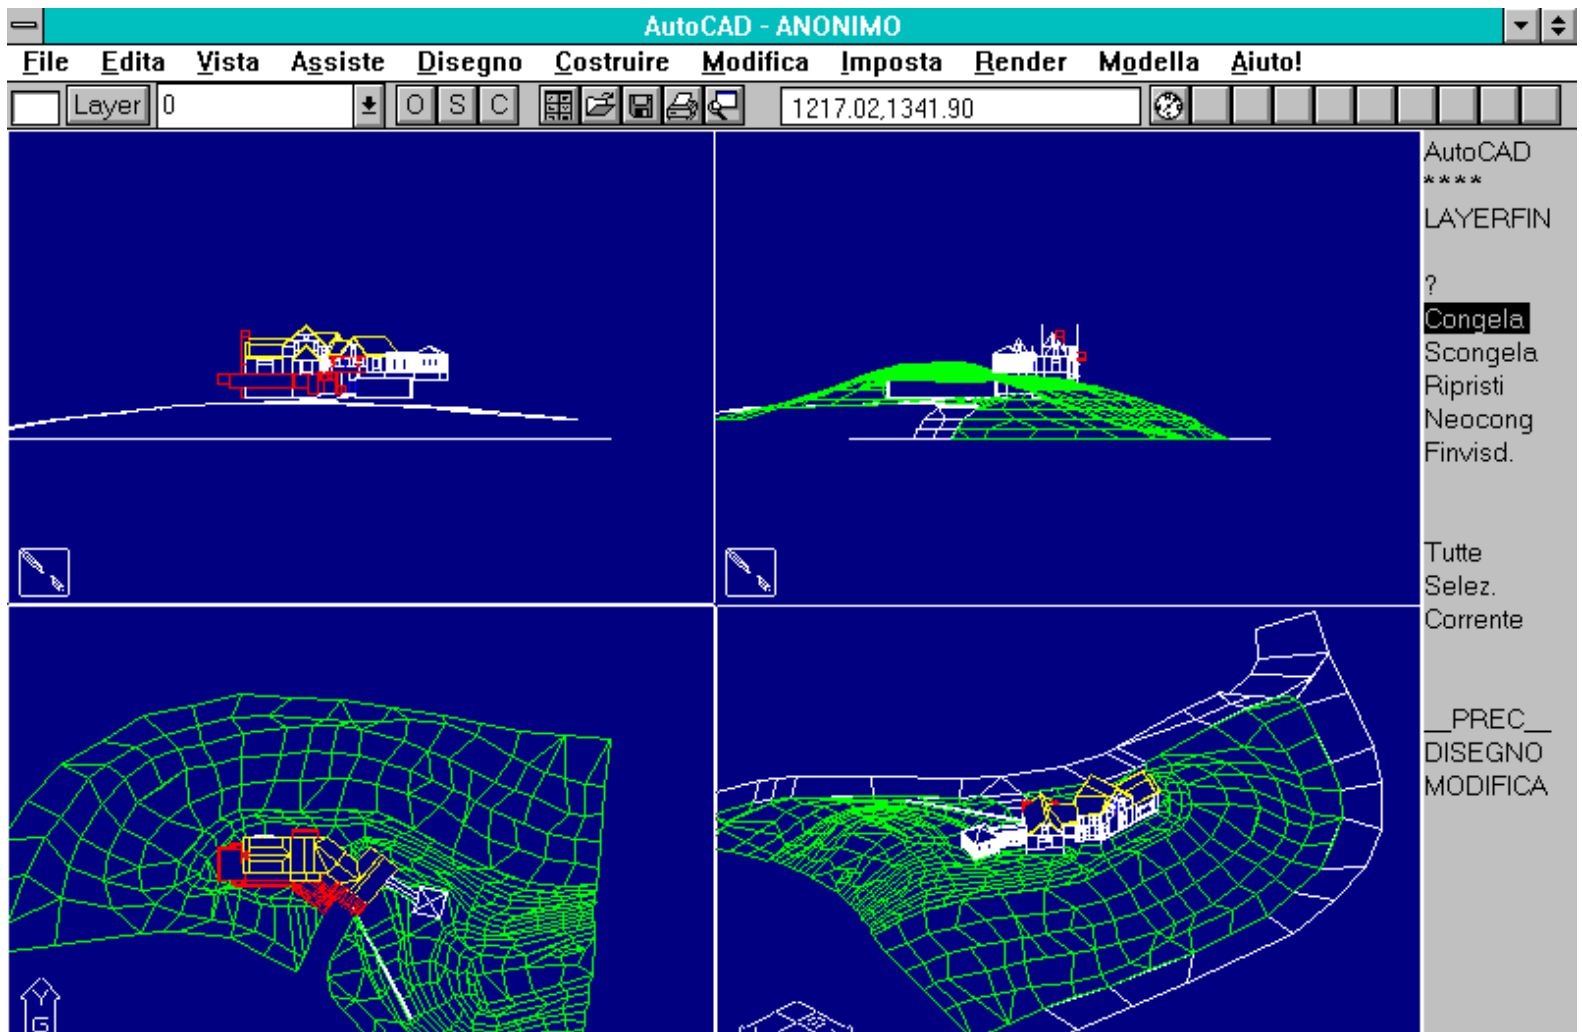 AutoCAD - ANONIMO
File Edita Vista Assiste Disegno Costruire Modifica Imposta Render Modella Aiuto!
Layer 0 O S C 1217.02,1341.90
AutoCAD
****
LAYERFIN
?
Congela
Scongela
Ripristi
Neocong
Finvisd.
Tutte
Selez.
Corrente
__PREC__
DISEGNO
MODIFICA
Y
G